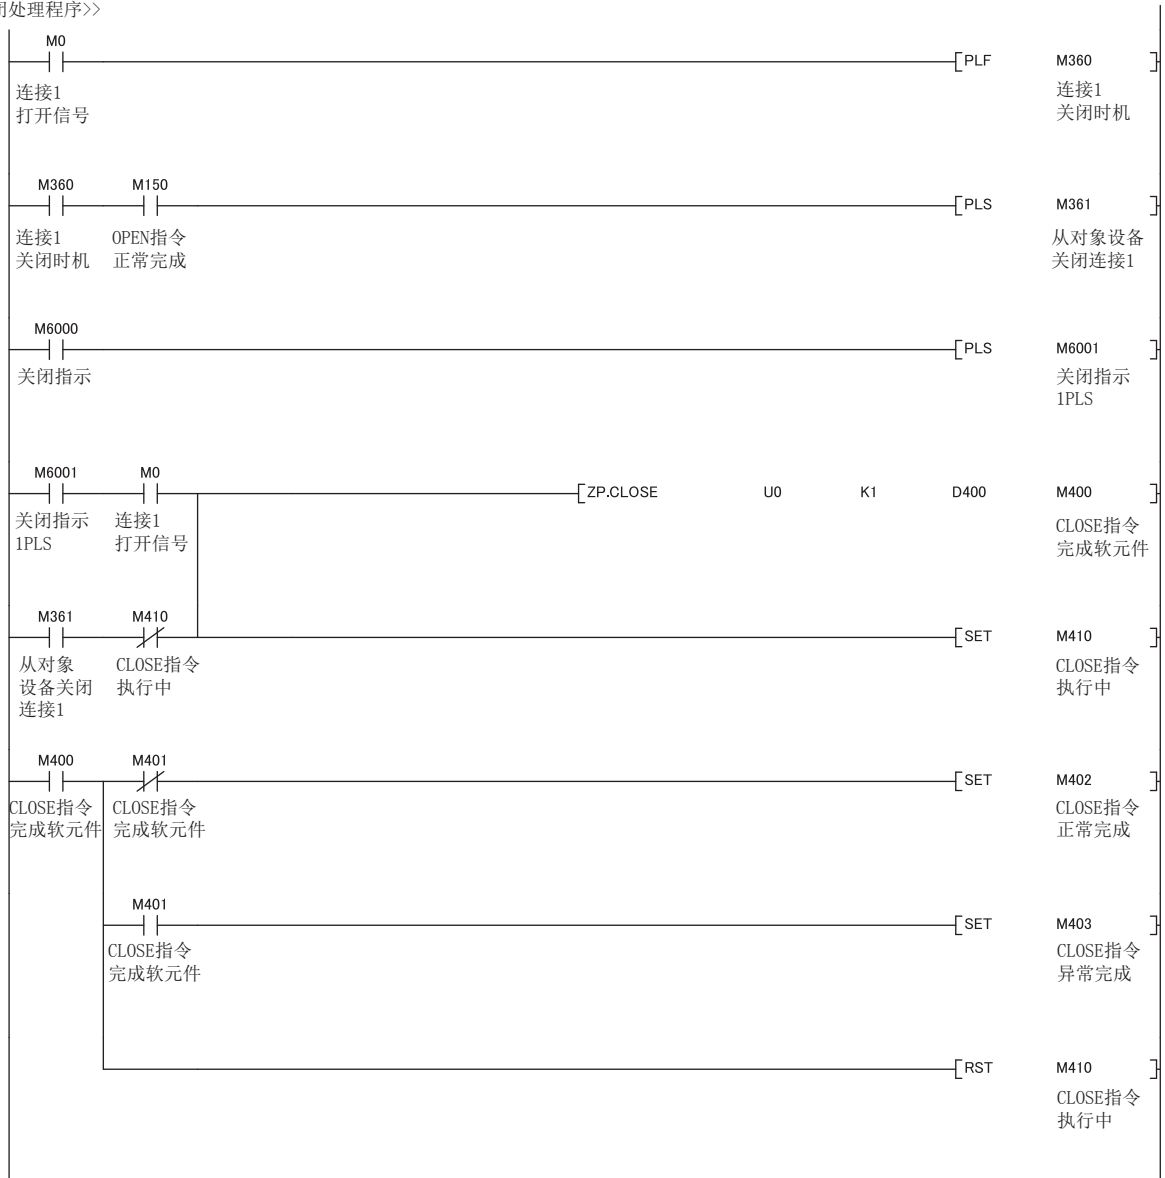 处理程序>>
M0
[PLF M360 ]
连接1
打开信号
连接1
关闭时机
M360 M150
[PLS M361 ]
连接1
关闭时机
OPEN指令
正常完成
从对象设备
关闭连接1
M6000
[PLS M6001 ]
关闭指示
关闭指示
1PLS
M6001 M0
[ZP.CLOSE U0 K1 D400 M400 ]
关闭指示
1PLS
连接1
打开信号
CLOSE指令
完成软元件
M361 M410
[SET M410 ]
从对象
设备关闭
连接1
CLOSE指令
执行中
CLOSE指令
执行中
M400 M401
[SET M402 ]
CLOSE指令
完成软元件
CLOSE指令
完成软元件
CLOSE指令
正常完成
M401
[SET M403 ]
CLOSE指令
完成软元件
CLOSE指令
异常完成
[RST M410 ]
CLOSE指令
执行中